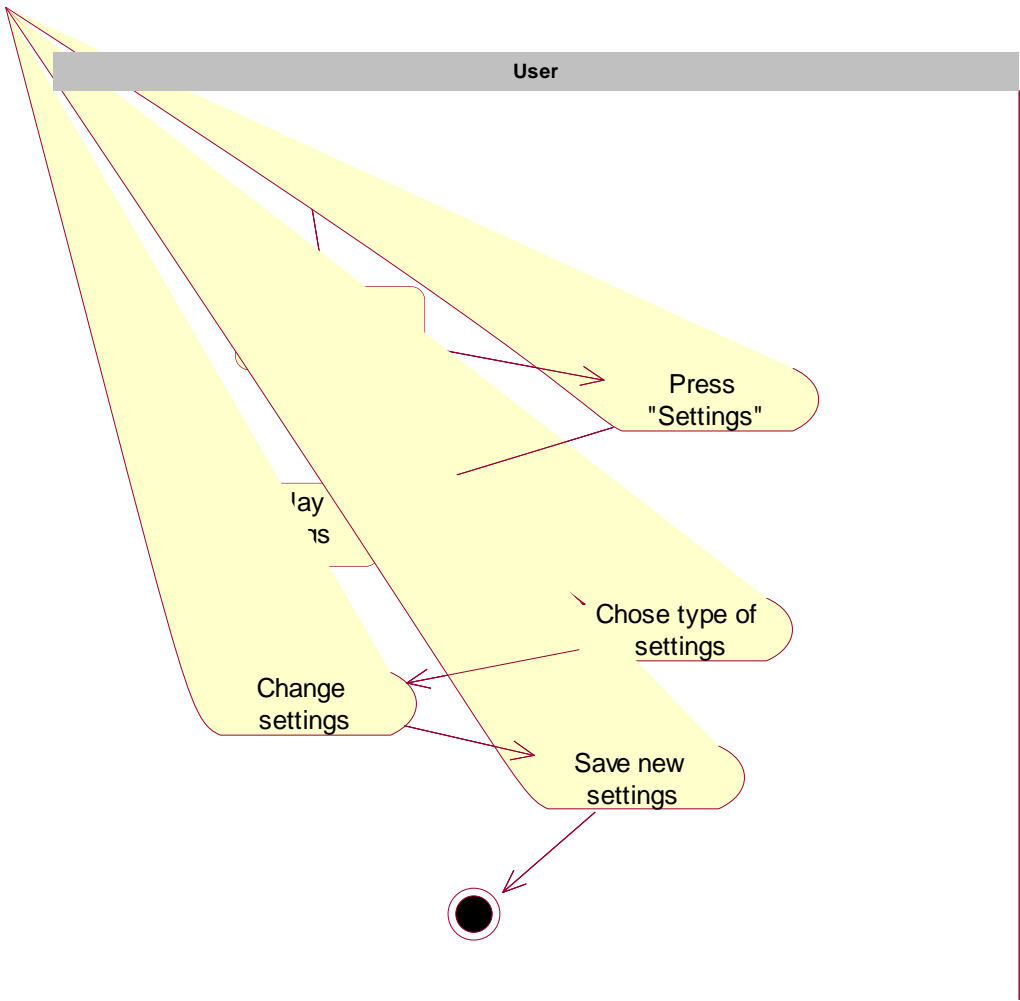 User
Press
"Settings"
Chose type of
settings
Change
settings
Save new
settings